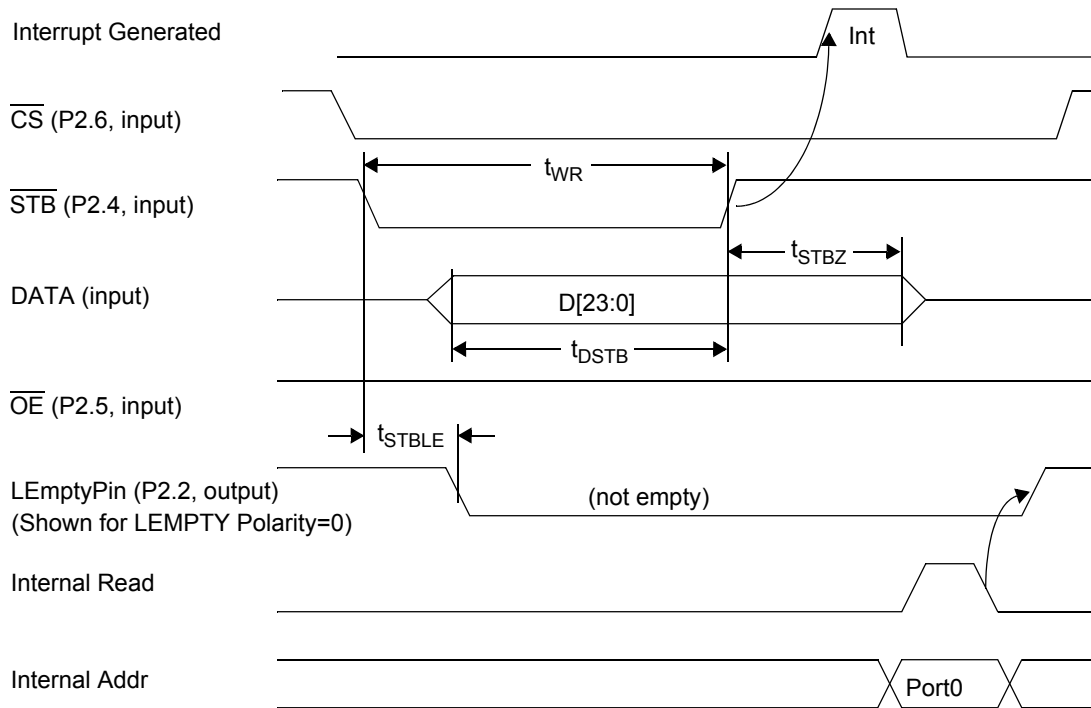 Interrupt Generated
Int
CS (P2.6, input)
tWR
STB (P2.4, input)
tSTBZ
DATA (input)
D[23:0]
tDSTB
OE (P2.5, input)
tSTBLE
LEmptyPin (P2.2, output)
(not empty)
(Shown for LEMPTY Polarity=0)
Internal Read
Internal Addr
Port0